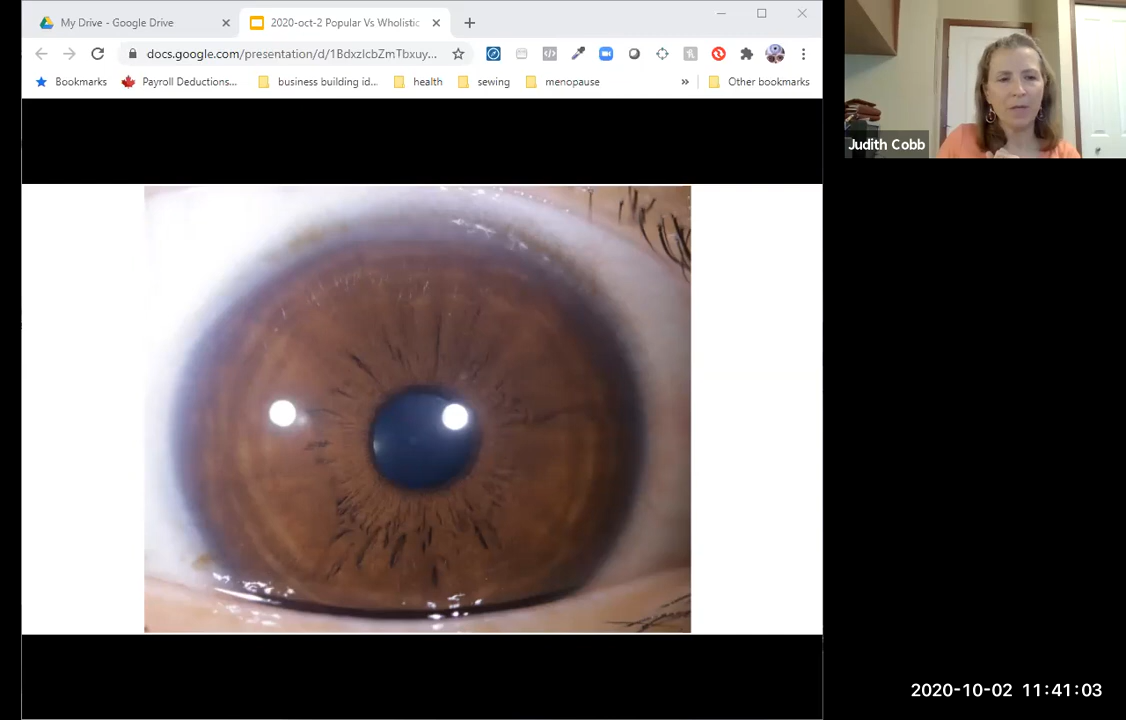 My Drive - Google Drive
2020-oct-2 Popular Vs Wholistic
docs.google.com/presentation/d/1BdxzIcbZmTbxuy...
Bookmarks
Payroll Deductions...
business building id...
health
sewing
menopause
»
Other bookmarks
Judith Cobb
2020-10-02 11:41:03